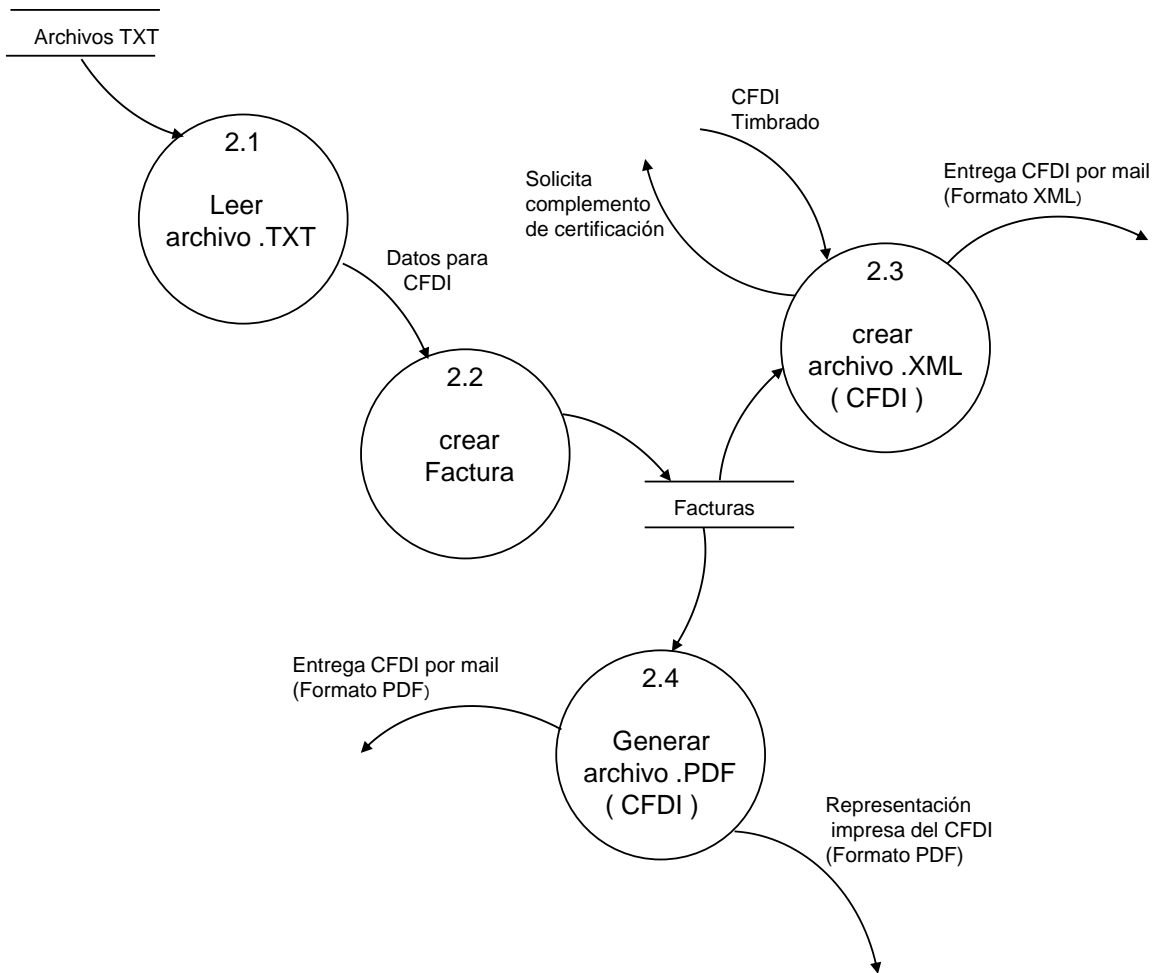 Archivos TXT
2.1
Leer
archivo .TXT
Datos para
CFDI
2.2
crear
Factura
Facturas
CFDI
Timbrado
Solicita
complemento
de certificación
2.3
crear
archivo .XML
( CFDI )
Entrega CFDI por mail
(Formato XML)
2.4
Generar
archivo .PDF
( CFDI )
Entrega CFDI por mail
(Formato PDF)
Representación
impresa del CFDI
(Formato PDF)